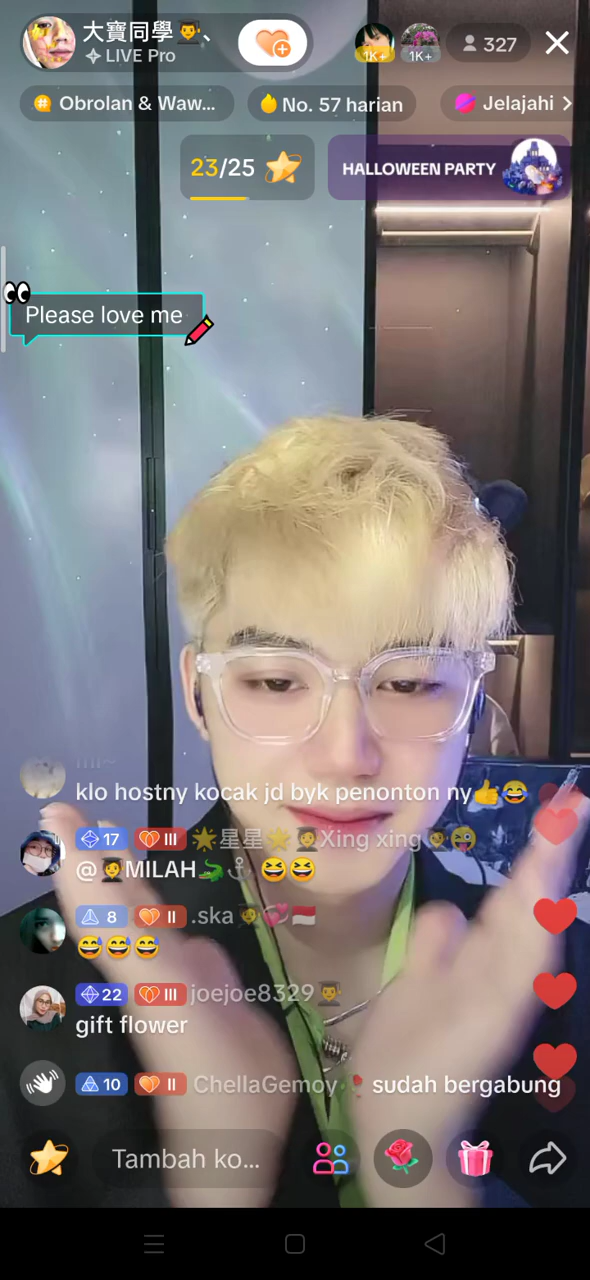 大寶同學👨‍🎓、
LIVE Pro
1K+
1K+
327
Obrolan & Waw...
No. 57 harian
Jelajahi
23/25
HALLOWEEN PARTY
Please love me
klo hostny kocak jd byk penonton ny👍😂
17 III 🌟星星🌟👩‍🎓Xing xing👩‍🎓😜
@👩‍🎓MILAH🐊⚓ 😆😆
8 II .ska👩‍🎓💞🇮🇩
😅😅😅
22 III joejoe8329👨‍🎓
gift flower
10 II ChellaGemoy🌹 sudah bergabung
Tambah ko...